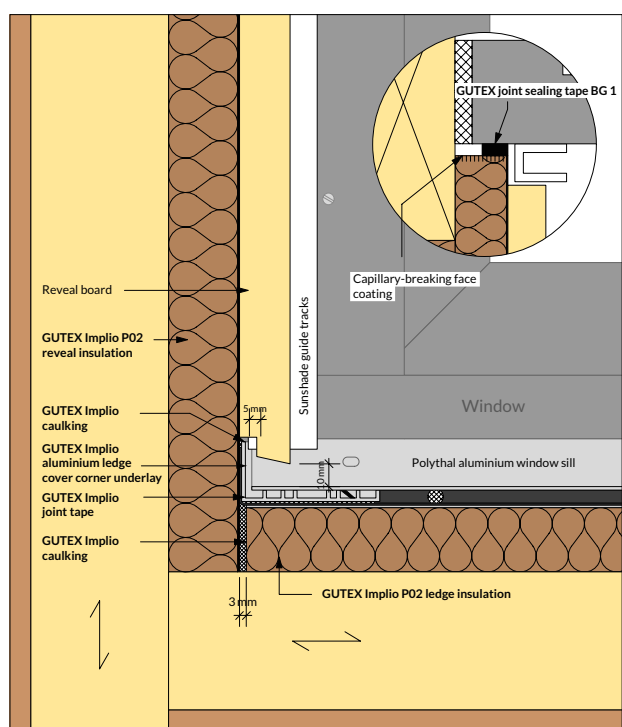 GUTEX joint sealing tape BG 1
Capillary-breaking face
coating
Reveal board
GUTEX Implio P02
reveal insulation
Sunshade guide tracks
GUTEX Implio
caulking
5 mm
Window
GUTEX Implio
aluminium ledge
cover corner underlay
10 mm
Polythal aluminium window sill
GUTEX Implio
joint tape
GUTEX Implio
caulking
3 mm
GUTEX Implio P02 ledge insulation